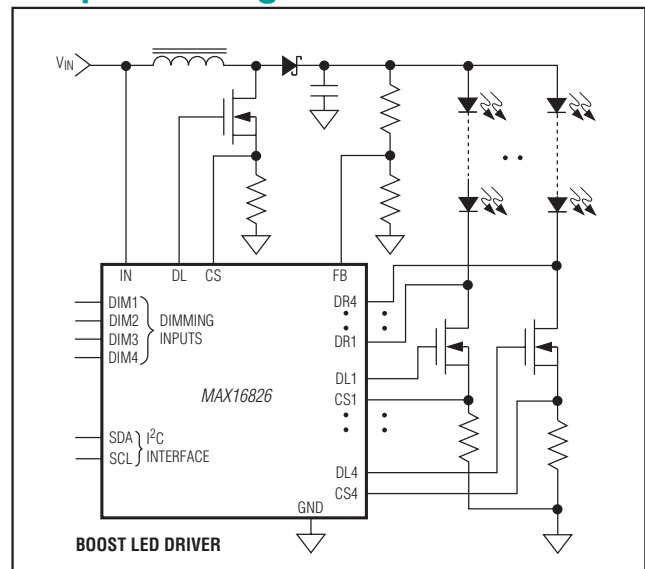 VIN
IN
DL
CS
FB
DIM1
DIM2
DIM3
DIM4
DIMMING
INPUTS
MAX16826
SDA
SCL
I2C
INTERFACE
DR4
DR1
DL1
CS1
DL4
CS4
GND
BOOST LED DRIVER